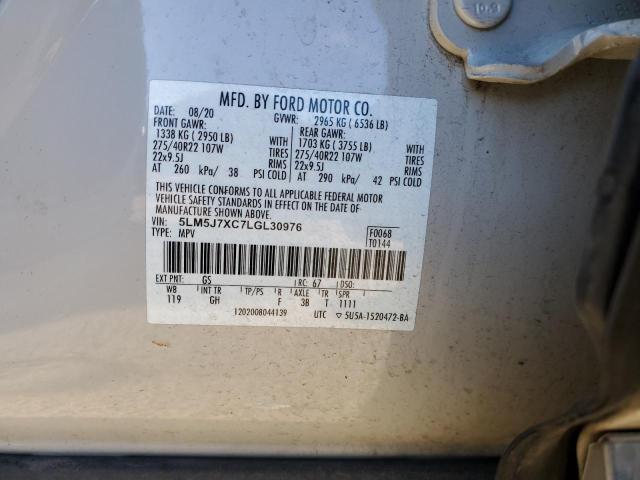 MFD. BY FORD MOTOR CO.
DATE: 08/20 GVWR: 2965 KG ( 6536 LB)
FRONT GAWR: REAR GAWR:
1338 KG ( 2950 LB) 1703 KG ( 3755 LB)
275/40R22 107W TIRES 275/40R22 107W TIRES
22x9.5J RIMS 22x9.5J RIMS
AT 260 kPa/ 38 PSI COLD AT 290 kPa/ 42 PSI COLD
THIS VEHICLE CONFORMS TO ALL APPLICABLE FEDERAL MOTOR
VEHICLE SAFETY STANDARDS IN EFFECT ON THE DATE OF
MANUFACTURE SHOWN ABOVE.
VIN: 5LM5J7XC7LGL30976 F0068
TYPE: MPV T0144
EXT PNT: GS RC: 67 DSO:
WB INT TR TP/PS R AXLE TR SPR
119 GH F 3B T 1111
1202008044139 UTC ▽ 5U5A-1520472-BA